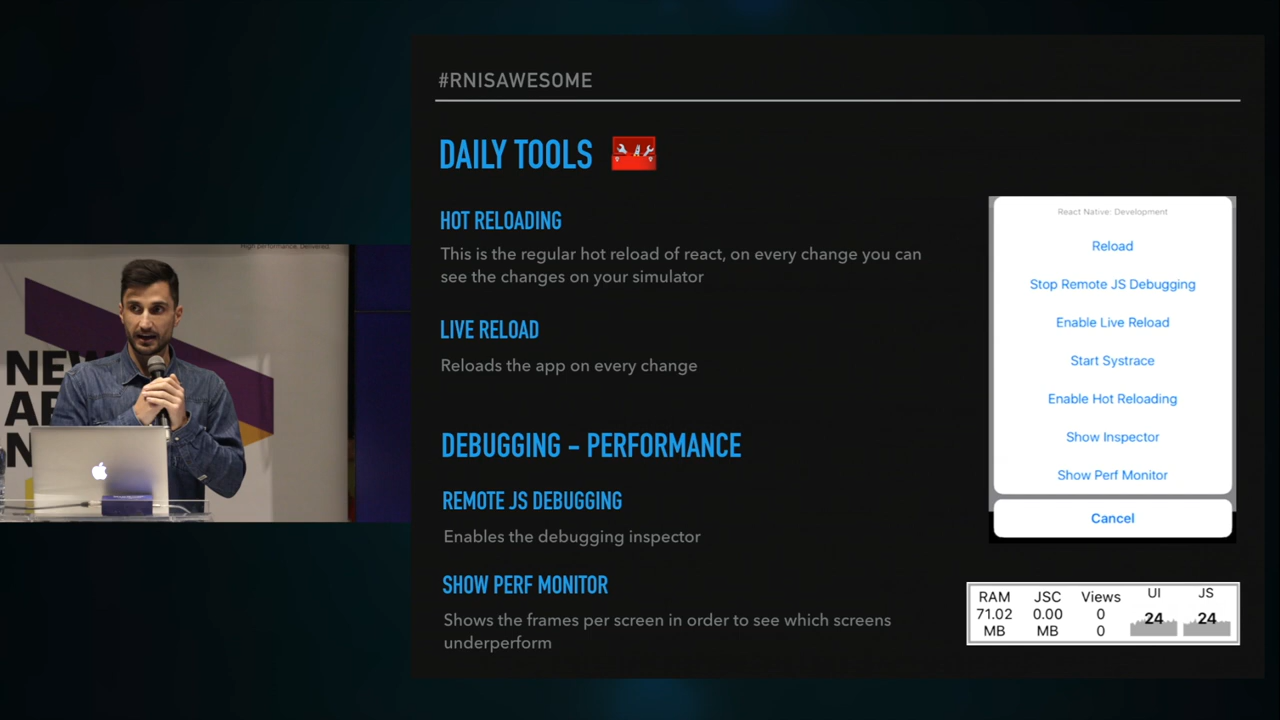 #RNISAWESOME
DAILY TOOLS
HOT RELOADING
This is the regular hot reload of react, on every change you can
see the changes on your simulator
LIVE RELOAD
Reloads the app on every change
DEBUGGING - PERFORMANCE
REMOTE JS DEBUGGING
Enables the debugging inspector
SHOW PERF MONITOR
Shows the frames per screen in order to see which screens
underperform
React Native: Development
Reload
Stop Remote JS Debugging
Enable Live Reload
Start Systrace
Enable Hot Reloading
Show Inspector
Show Perf Monitor
Cancel
RAM JSC Views UI JS
71.02 0.00 0 24 24
MB MB 0
High performance. Delivered.
NEW